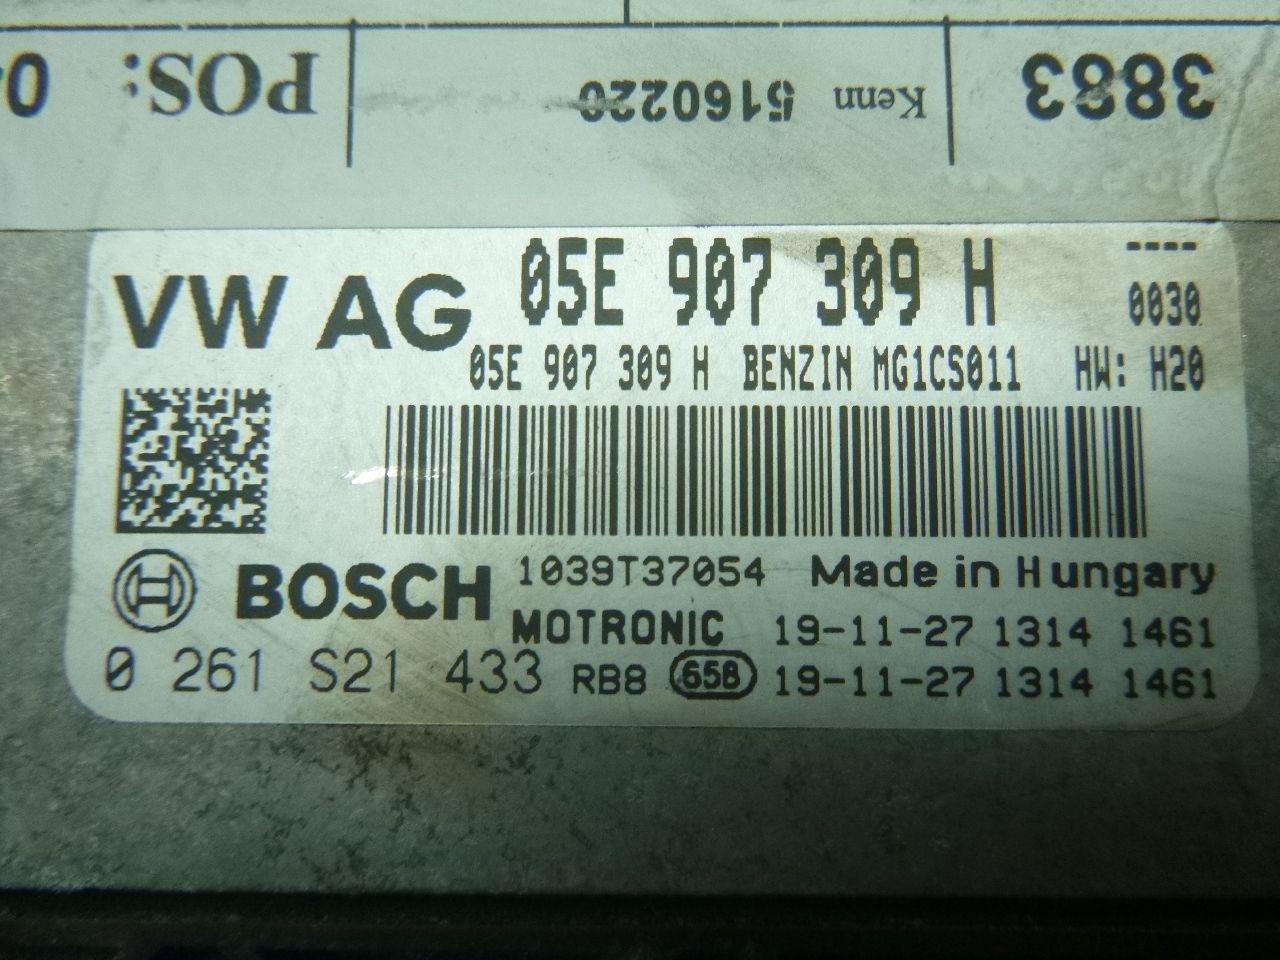 POS:
Kenn 5160220
3883
VW AG 05E 907 309 H ----
0030
05E 907 309 H BENZIN MG1CS011 HW: H20
BOSCH 1039T37054 Made in Hungary
MOTRONIC 19-11-27 1314 1461
0 261 S21 433 RB8 658 19-11-27 1314 1461